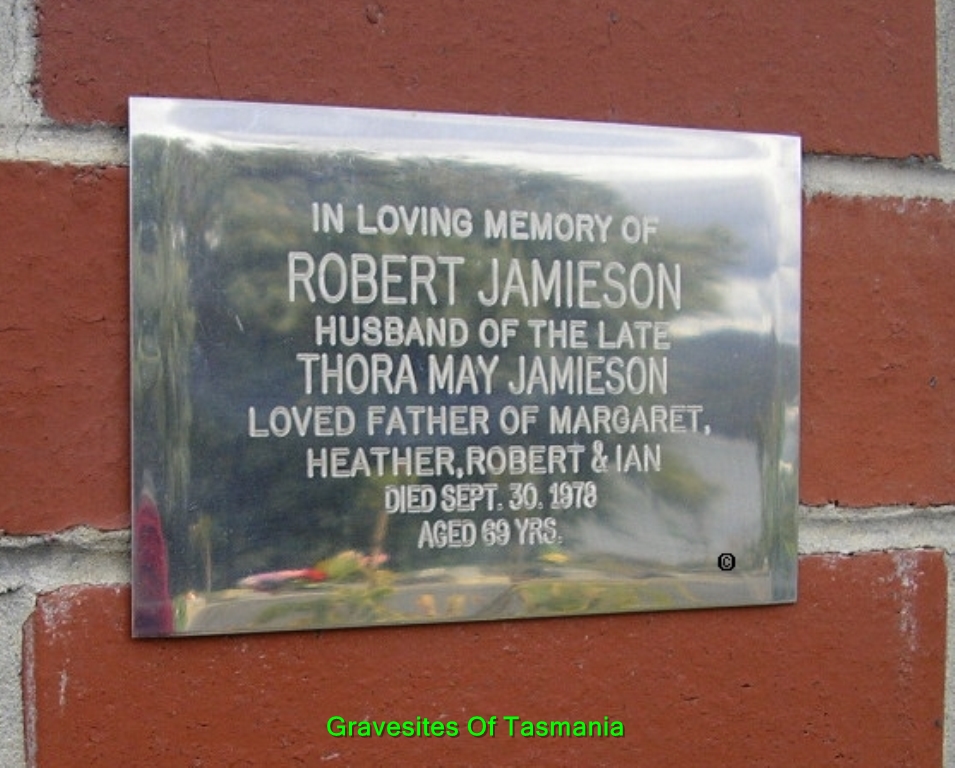 IN LOVING MEMORY OF
ROBERT JAMIESON
HUSBAND OF THE LATE
THORA MAY JAMIESON
LOVED FATHER OF MARGARET,
HEATHER, ROBERT & IAN
DIED SEPT. 30. 1978
AGED 69 YRS.
©
Gravesites Of Tasmania